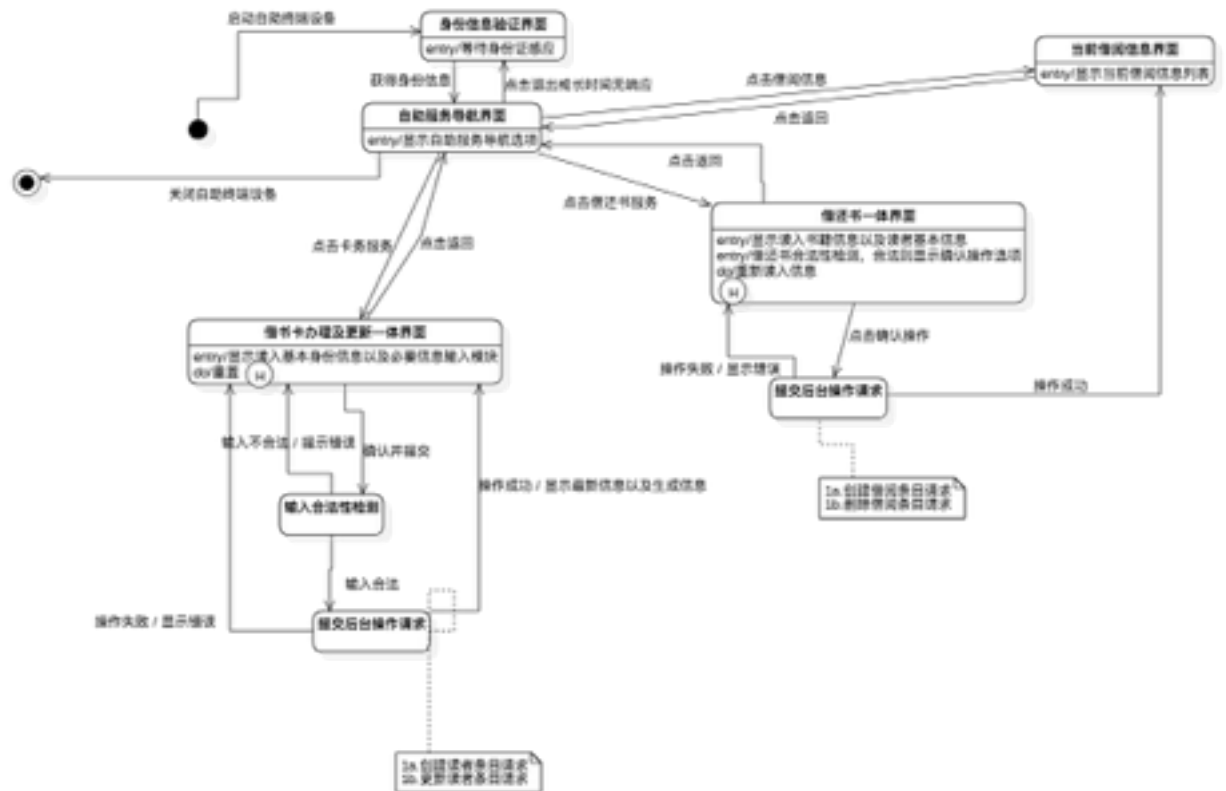 启动自助终端设备
身份信息验证界面
entry/等待身份证感应
获得身份信息
点击退出或长时间无响应
当前借阅信息界面
entry/显示当前借阅信息列表
点击借阅信息
点击返回
自助服务导航界面
entry/显示自助服务导航选项
关闭自助终端设备
点击返回
点击借还书服务
点击卡务服务
点击返回
借还书一体界面
entry/显示读入书籍信息以及读者基本信息
entry/借还书合法性检测，合法则显示确认操作选项
do/重新读入信息
H
点击确认操作
操作失败 / 显示错误
提交后台操作请求
操作成功
1a.创建借阅条目请求
1b.删除借阅条目请求
借书卡办理及更新一体界面
entry/显示读入基本身份信息以及必要信息输入模块
do/重置
H
输入不合法 / 提示错误
确认并提交
操作成功 / 显示最新信息以及生成信息
输入合法性检测
输入合法
操作失败 / 显示错误
提交后台操作请求
1a.创建读者条目请求
1b.更新读者条目请求